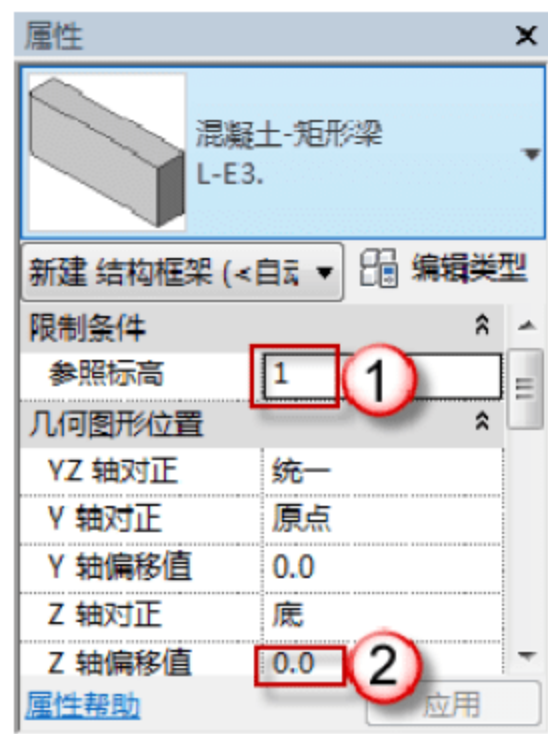 属性
混凝土-矩形梁
L-E3.
新建 结构框架 (<自动 编辑类型
限制条件
参照标高 1 1
几何图形位置
YZ 轴对正 统一
Y 轴对正 原点
Y 轴偏移值 0.0
Z 轴对正 底
Z 轴偏移值 0.0 2
属性帮助 应用